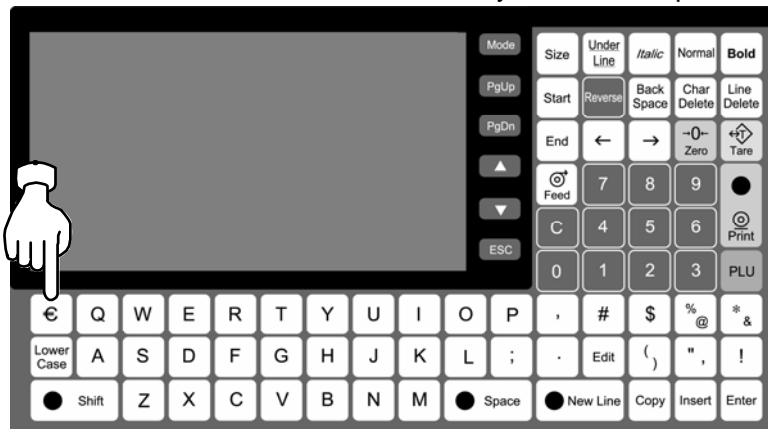 Mode
PgUp
PgDn
▲
▼
ESC
Size Under Line Italic Normal Bold
Start Reverse Back Space Char Delete Line Delete
End ← → →0← Zero ↔T Tare
Feed 7 8 9
C 4 5 6 Print
0 1 2 3 PLU
€ Q W E R T Y U I O P , # $ % @ * &
Lower Case A S D F G H J K L ; . Edit ( ) " , !
Shift Z X C V B N M Space New Line Copy Insert Enter